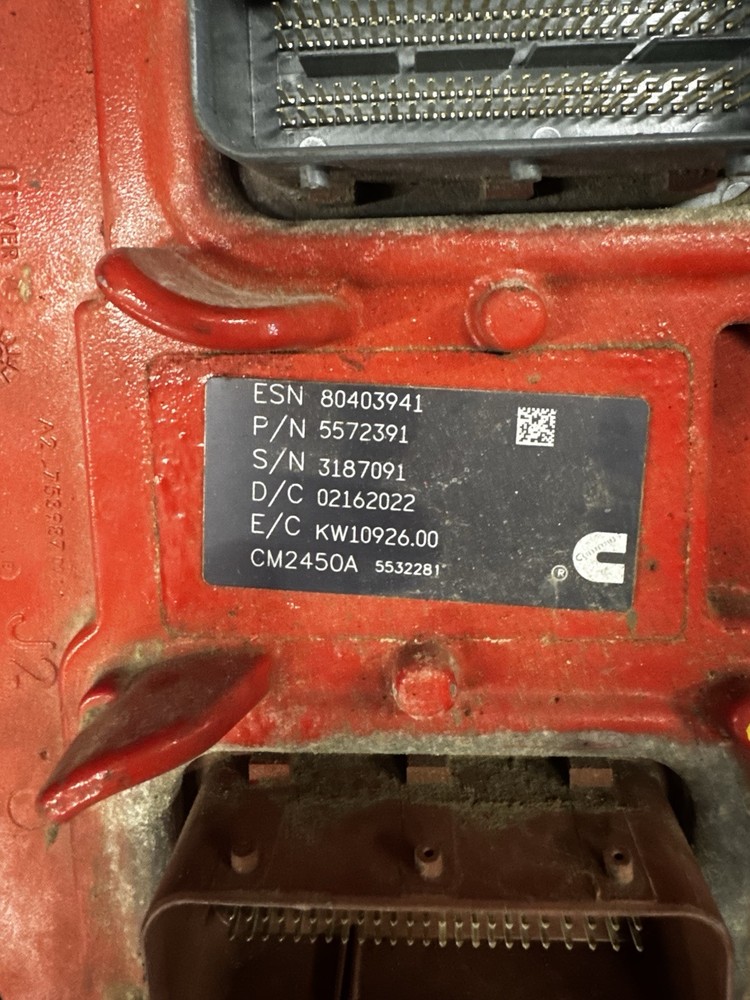 ESN 80403941
P/N 5572391
S/N 3187091
D/C 02162022
E/C KW10926.00
CM2450A 5532281
®
J2